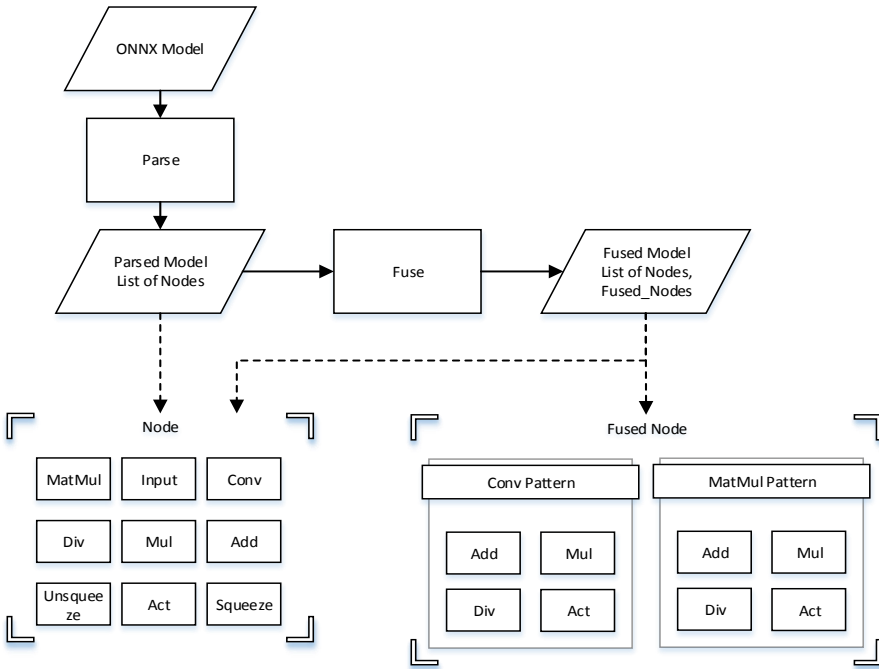 ONNX Model
Parse
Parsed Model
List of Nodes
Fuse
Fused Model
List of Nodes,
Fused_Nodes
Node
MatMul
Input
Conv
Div
Mul
Add
Unsquee
ze
Act
Squeeze
Fused Node
Conv Pattern
Add
Mul
Div
Act
MatMul Pattern
Add
Mul
Div
Act